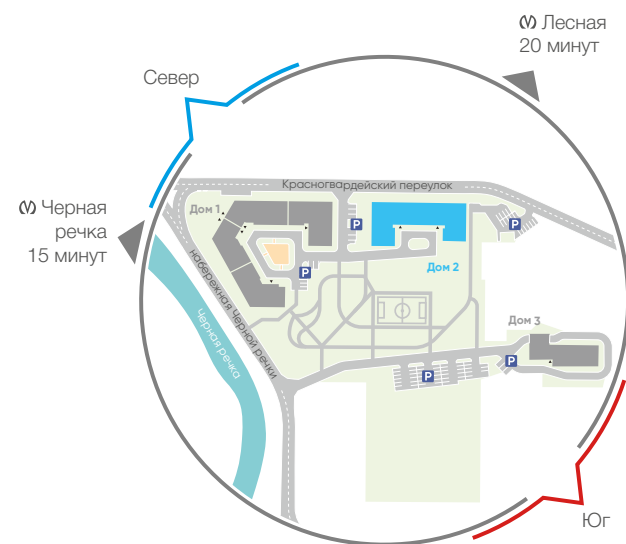 Лесная
20 минут
Север
Красногвардейский переулок
Дом 1
Черная
речка
15 минут
P
P
Дом 2
P
набережная Черной речки
Черная речка
Дом 3
P
P
Юг